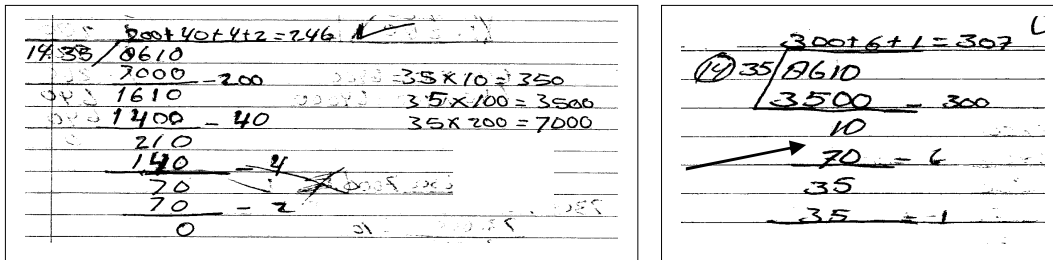 200+40+4+2=246
14. 35/8610
7000 - 200
35 x 10 = 350
1610
35 x 100 = 3500
1400 - 40
35 x 200 = 7000
210
140 - 4
70
70 - 2
0
300+6+1=307
14 35/8610
3500 - 300
10
70 - 6
35
35 - 1